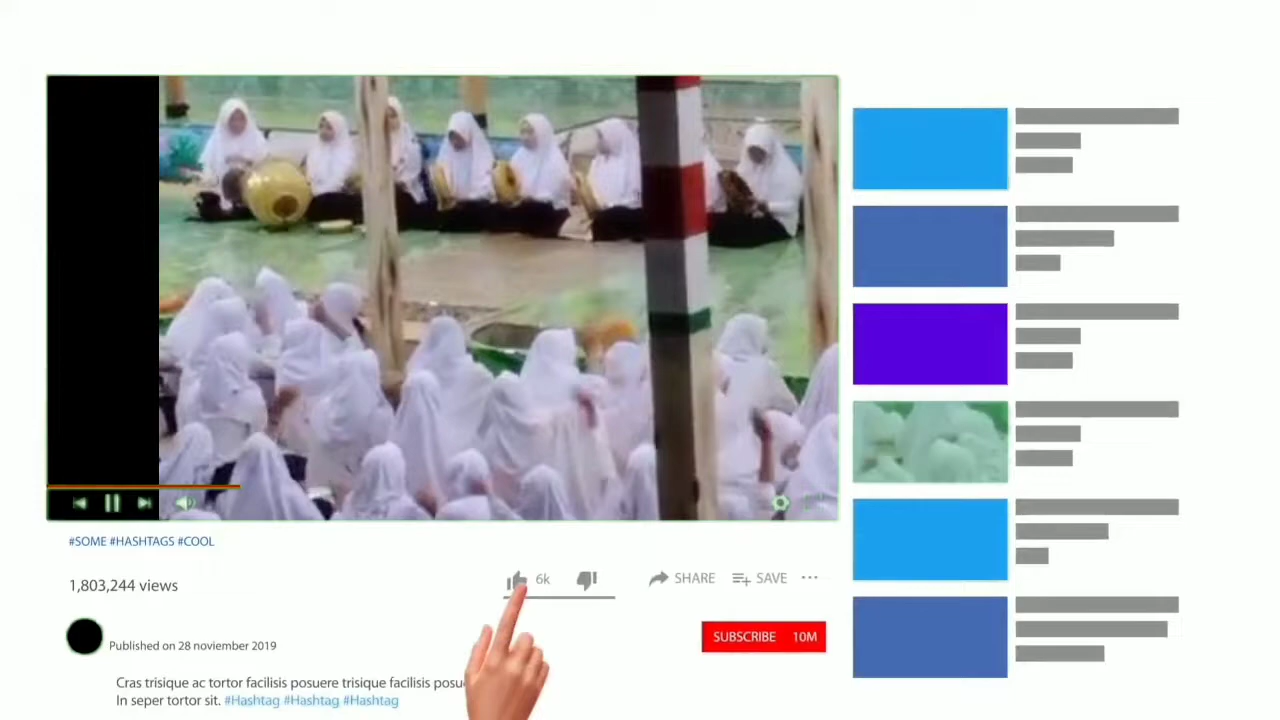 #SOME #HASHTAGS #COOL
1,803,244 views
6k
SHARE
SAVE
SUBSCRIBE 10M
Published on 28 noviember 2019
Cras trisique ac tortor facilisis posuere trisique facilisis posu
In seper tortor sit. #Hashtag #Hashtag #Hashtag